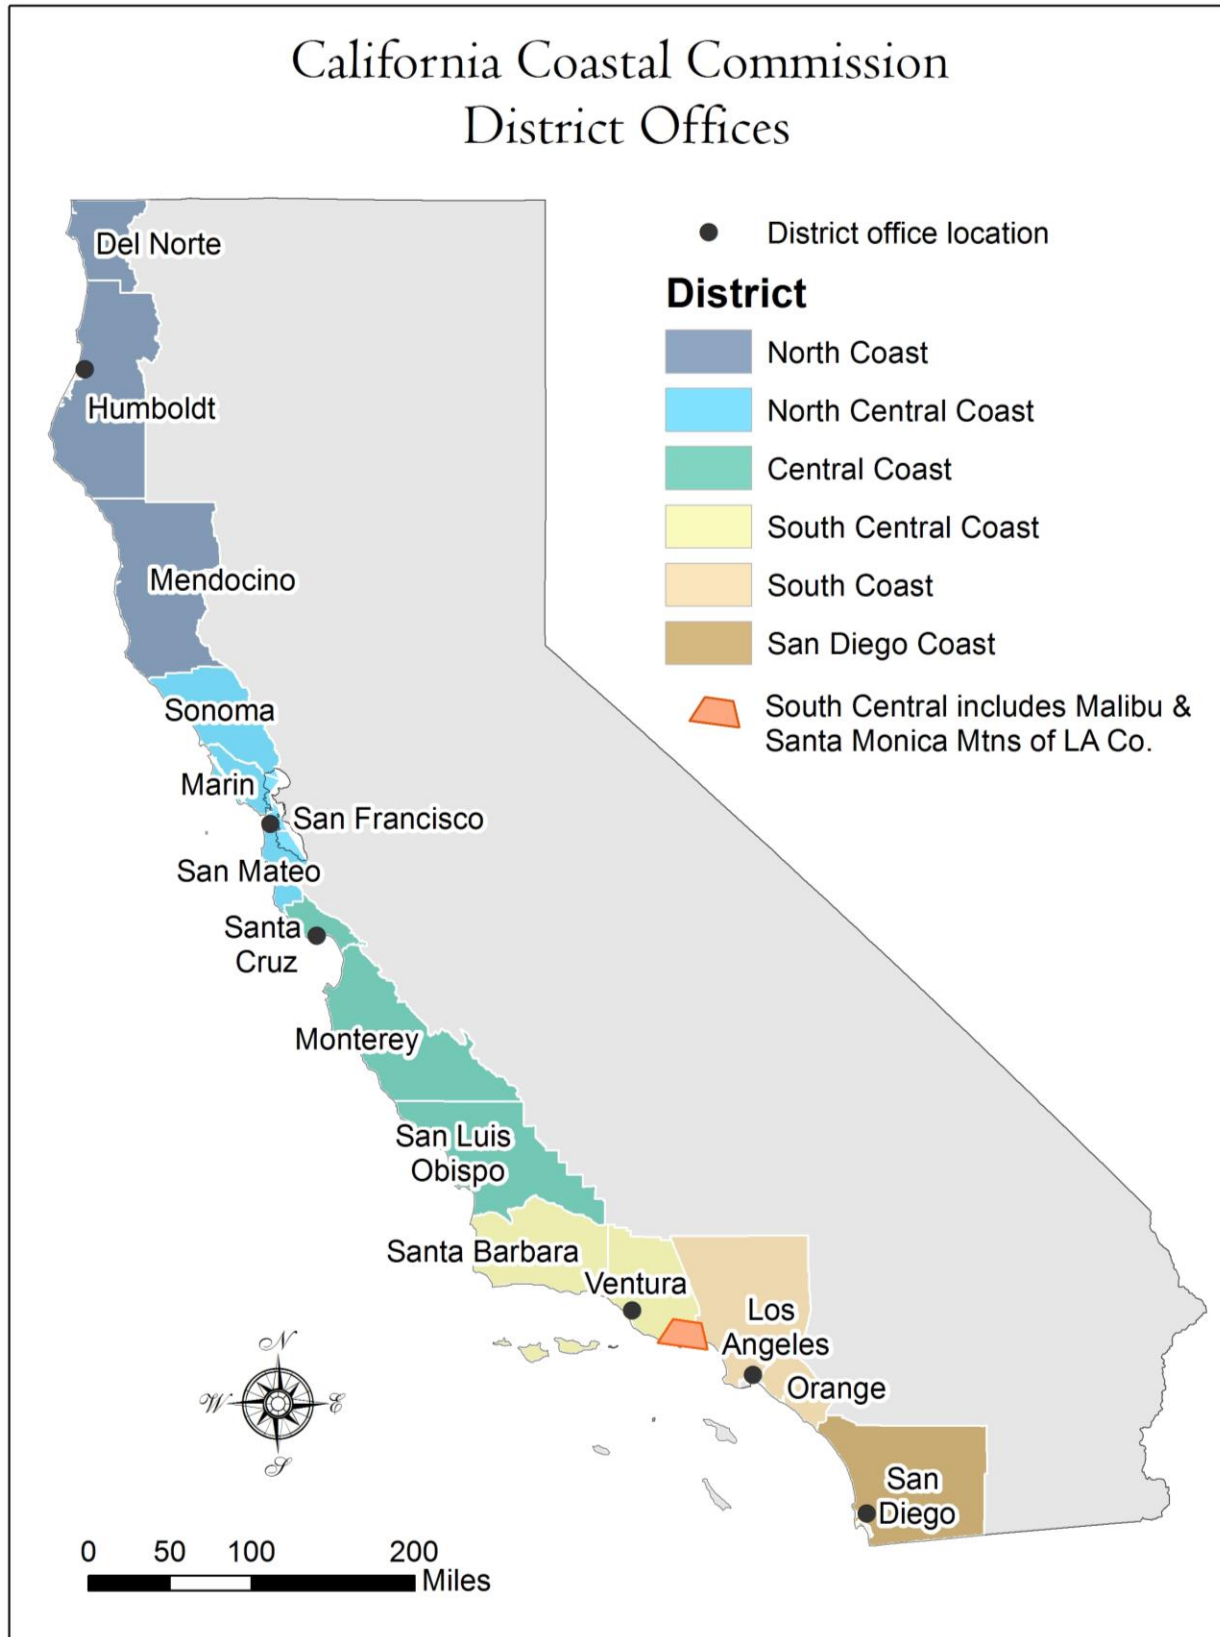 California Coastal Commission
District Offices
District office location
District
North Coast
North Central Coast
Central Coast
South Central Coast
South Coast
San Diego Coast
South Central includes Malibu &
Santa Monica Mtns of LA Co.
Del Norte
Humboldt
Mendocino
Sonoma
Marin
San Francisco
San Mateo
Santa
Cruz
Monterey
San Luis
Obispo
Santa Barbara
Ventura
Los
Angeles
Orange
San
Diego
N
W E
S
0 50 100 200
Miles